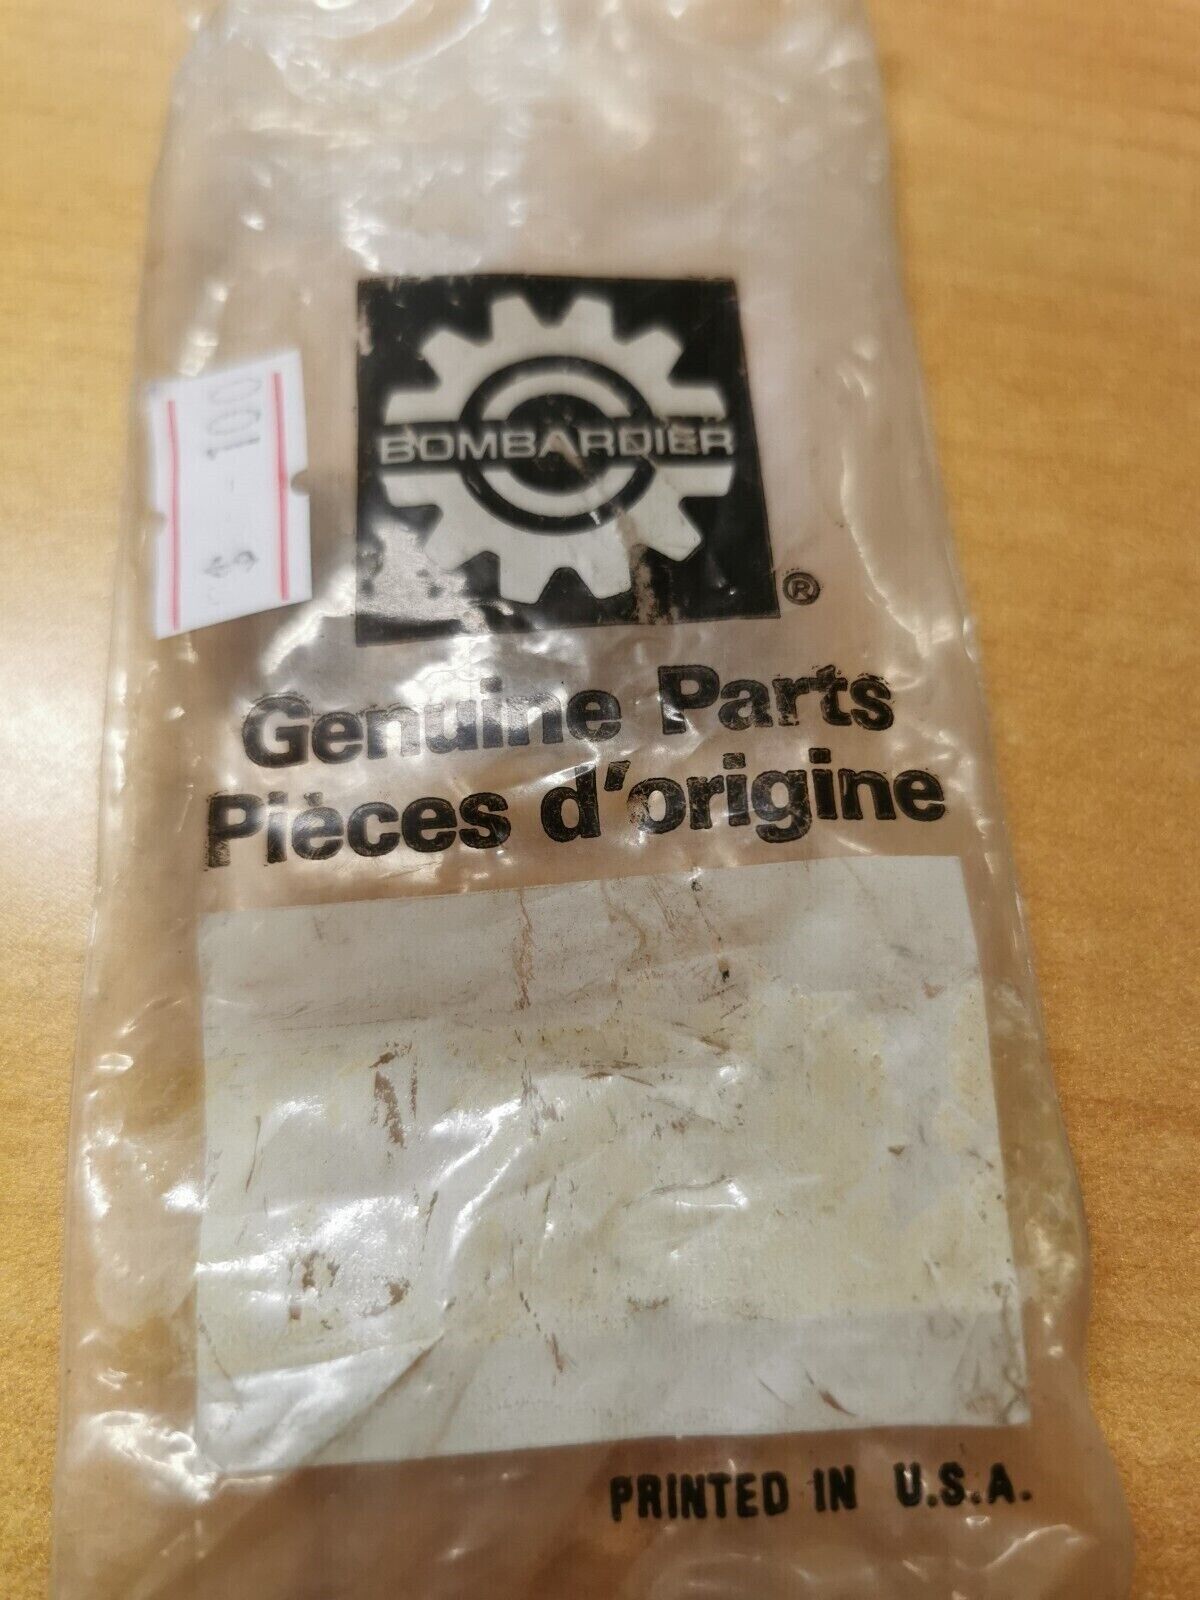 $ - 100
BOMBARDIER
®
Genuine Parts
Pièces d'origine
PRINTED IN U.S.A.